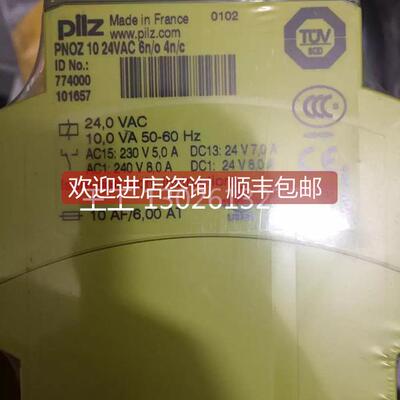 pilz Made in France 0102
www.pilz.com
PNOZ 10 24VAC 6n/o 4n/c
ID No.:
774000
101657
TÜV
CCC
24,0 VAC
10,0 VA 50-60 Hz
AC15: 230 V 5,0 A DC13: 24 V 7,0 A
AC1: 240 V 8,0 A DC1: 24 V 8,0 A
欢迎进店咨询 顺丰包邮
10 AF/6,00 AT